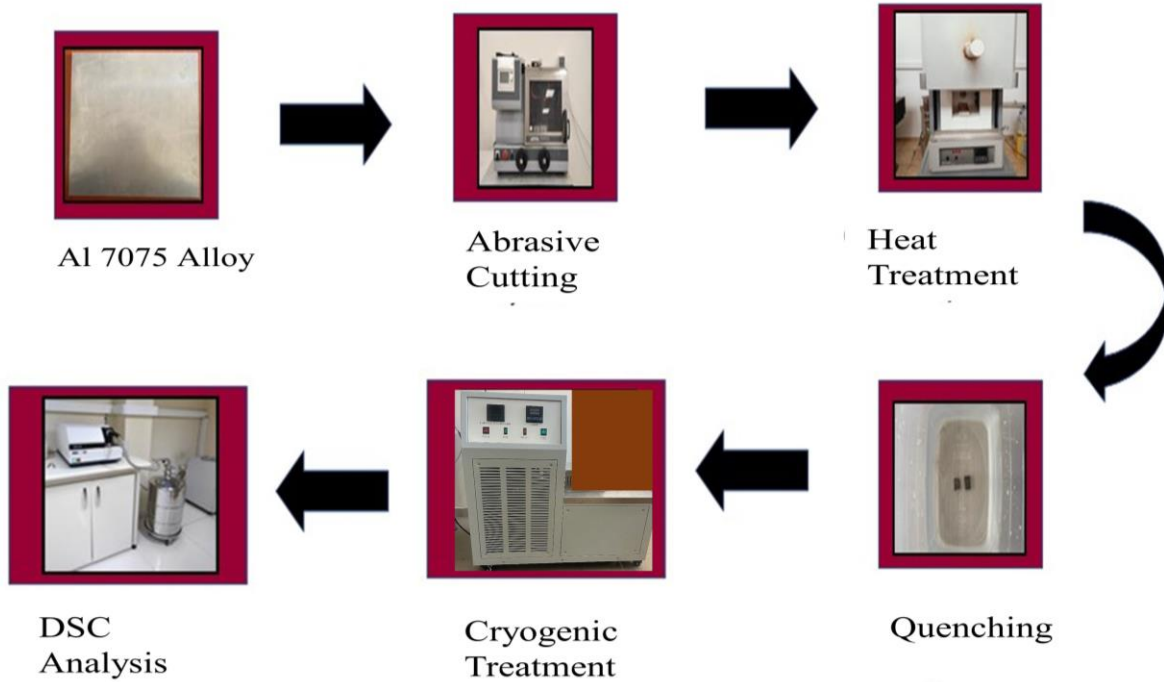 Al 7075 Alloy
Abrasive
Cutting
Heat
Treatment
Quenching
Cryogenic
Treatment
DSC
Analysis